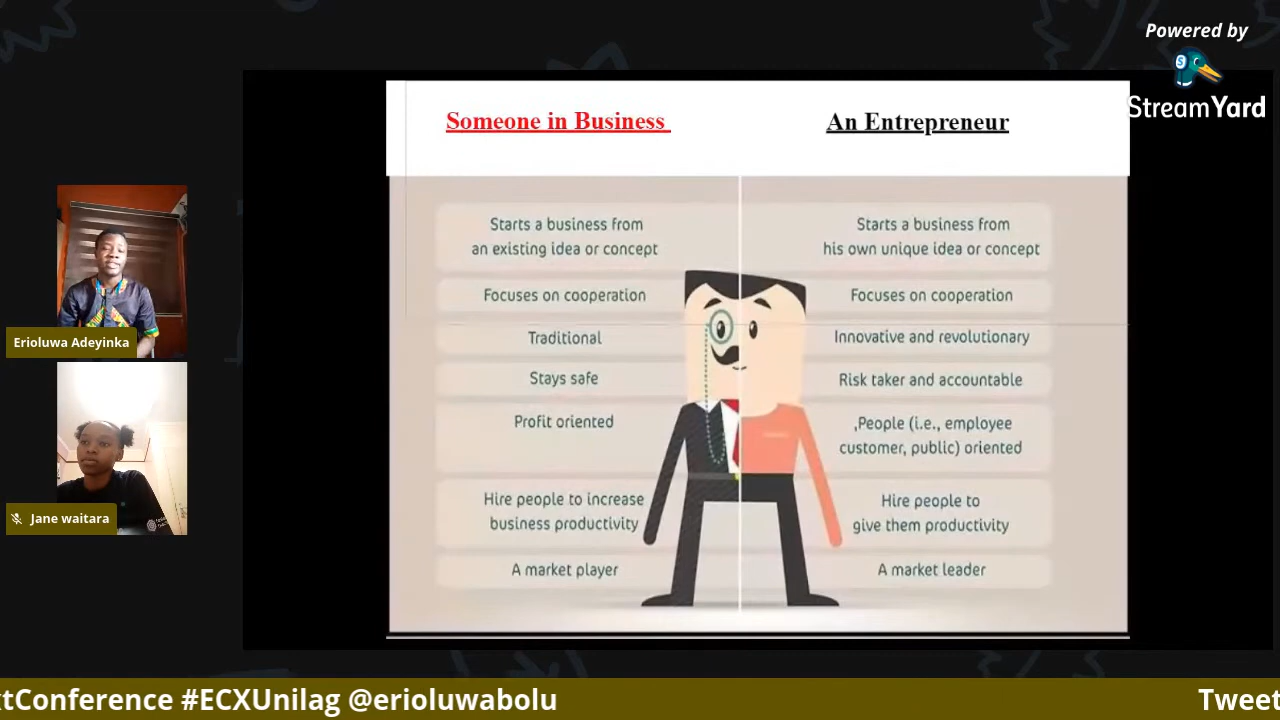 Powered by
StreamYard
Someone in Business
An Entrepreneur
Starts a business from
an existing idea or concept
Starts a business from
his own unique idea or concept
Focuses on cooperation
Focuses on cooperation
Traditional
Innovative and revolutionary
Stays safe
Risk taker and accountable
Profit oriented
,People (i.e., employee
customer, public) oriented
Hire people to increase
business productivity
Hire people to
give them productivity
A market player
A market leader
Erioluwa Adeyinka
Jane waitara
tConference #ECXUnilag @erioluwabolu
Tweet